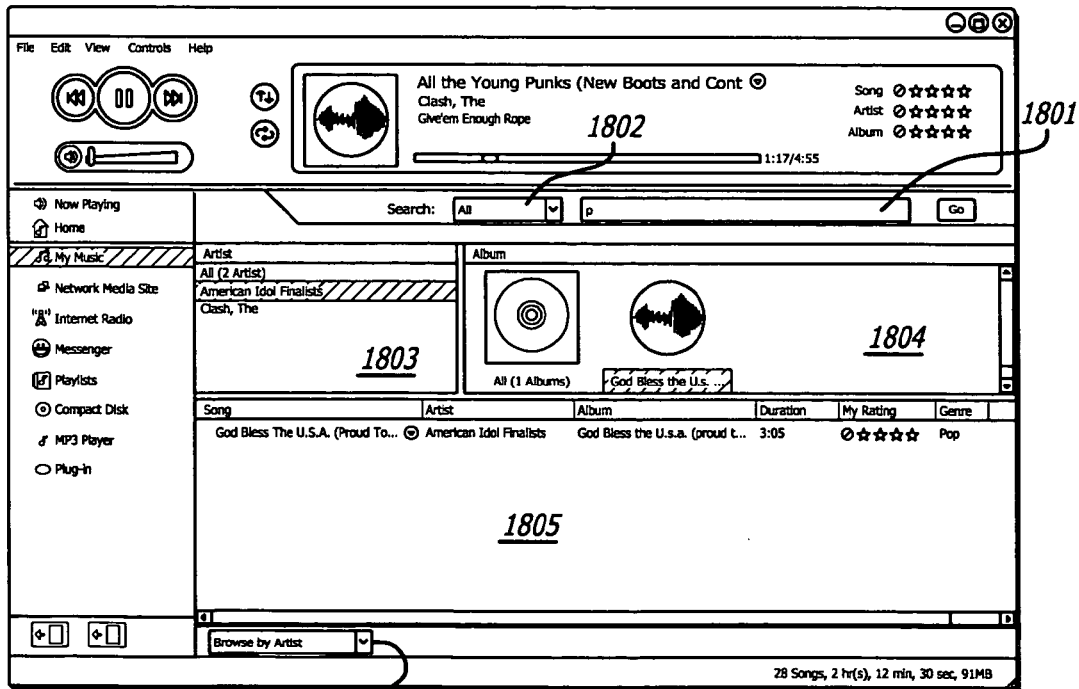 File Edit View Controls Help
All the Young Punks (New Boots and Cont
Clash, The
Give'em Enough Rope
Song
Artist
Album
1:17/4:55
1802
1801
Now Playing
Home
My Music
Network Media Site
Internet Radio
Messenger
Playlists
Compact Disk
MP3 Player
Plug-in
Search: All p Go
Artist
All (2 Artist)
American Idol Finalists
Clash, The
1803
Album
All (1 Albums)
God Bless the U.s. ...
1804
Song Artist Album Duration My Rating Genre
God Bless The U.S.A. (Proud To... American Idol Finalists God Bless the U.s.a. (proud t... 3:05 Pop
1805
Browse by Artist
28 Songs, 2 hr(s), 12 min, 30 sec, 91MB